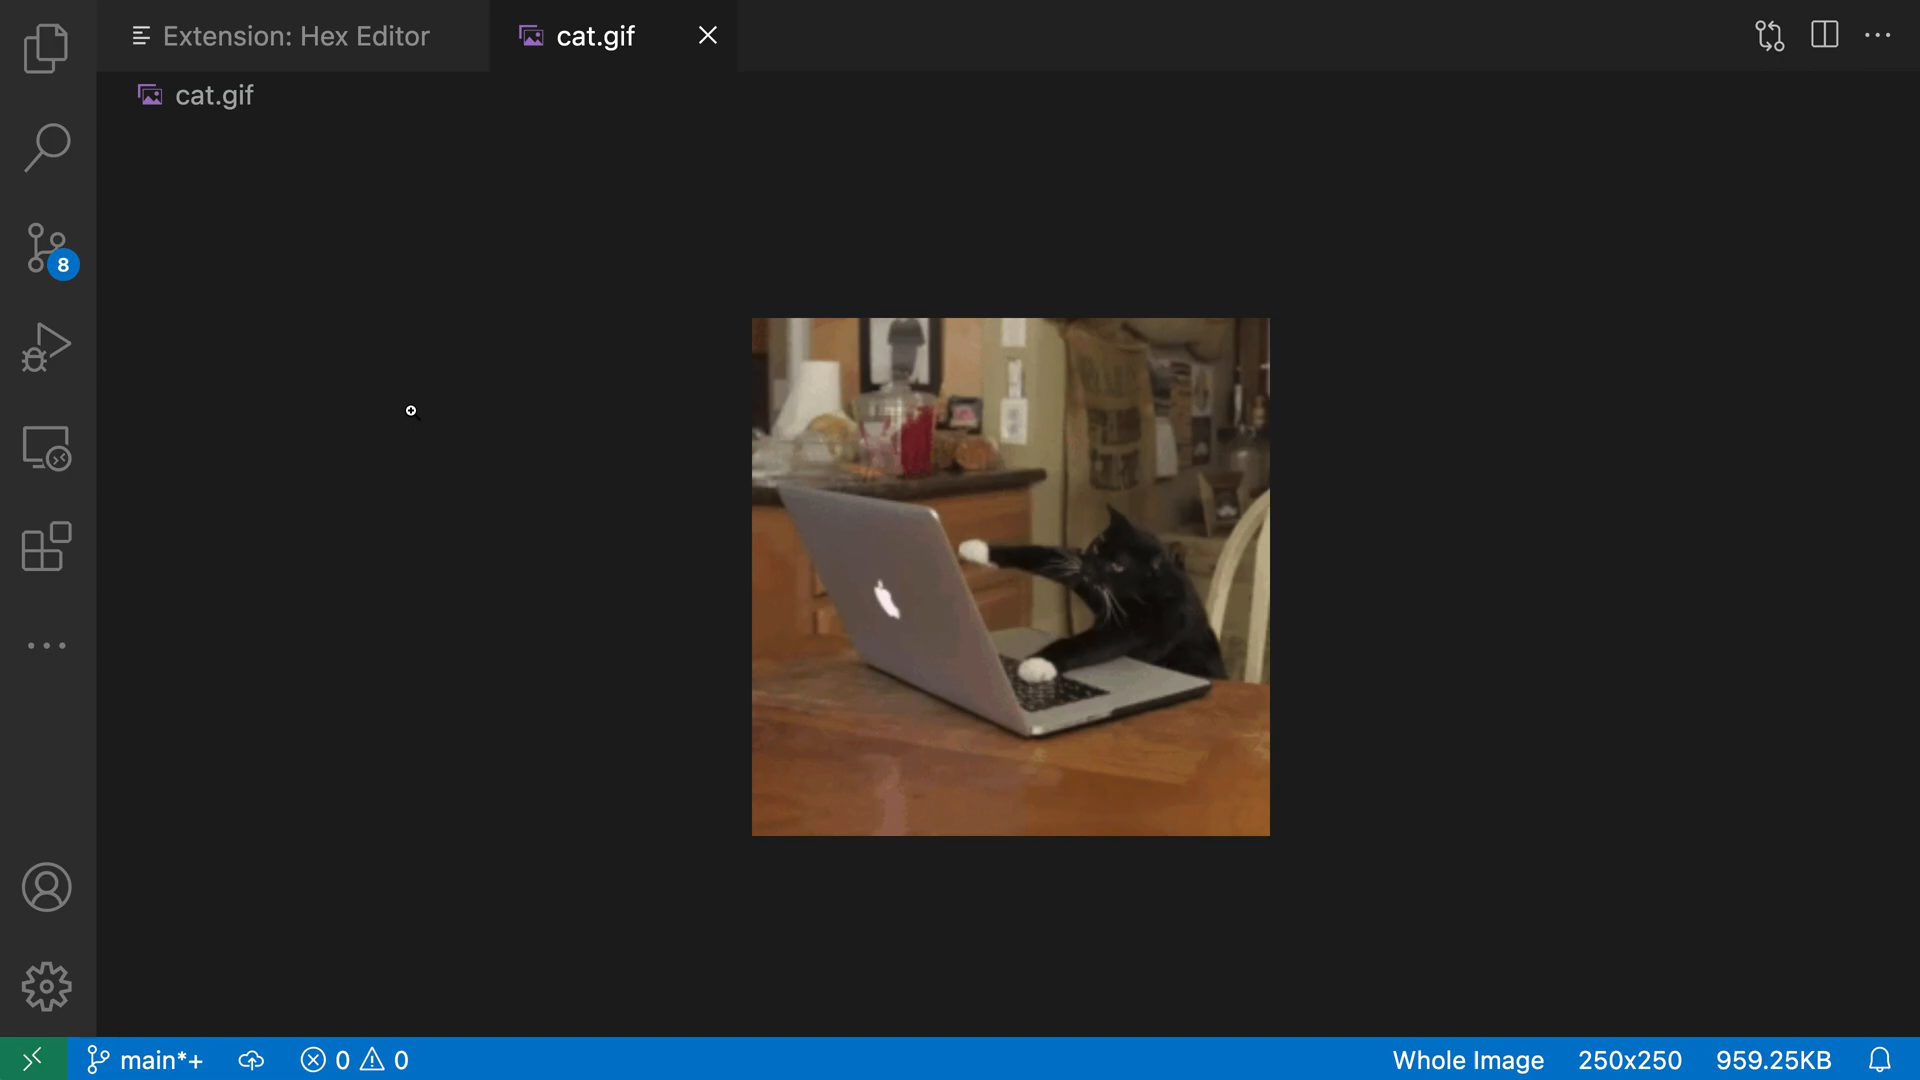 Extension: Hex Editor
cat.gif
cat.gif
8
main*+
0
0
Whole Image
250x250
959.25KB